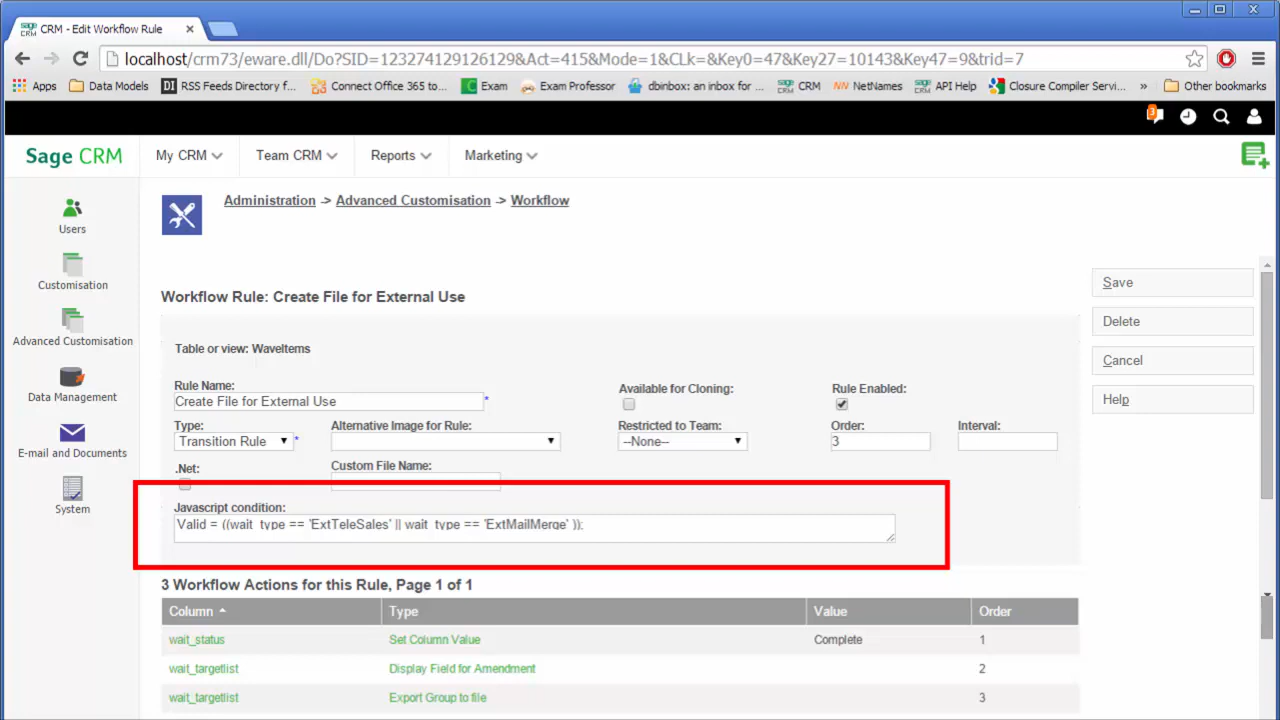 Sage CRM CRM - Edit Workflow Rule
localhost/crm73/eware.dll/Do?SID=123274129126129&Act=415&Mode=1&CLk=&Key0=47&Key27=10143&Key47=9&trid=7
Apps Data Models DI RSS Feeds Directory f... Connect Office 365 to... C Exam Exam Professor dbinbox: an inbox for ... CRM NN NetNames API Help Closure Compiler Servi... » Other bookmarks
3
Sage CRM My CRM Team CRM Reports Marketing
Administration -> Advanced Customisation -> Workflow
Users
Customisation
Advanced Customisation
Data Management
E-mail and Documents
System
Workflow Rule: Create File for External Use
Save
Delete
Cancel
Help
Table or view: WaveItems
Rule Name: Available for Cloning: Rule Enabled:
Create File for External Use *
Type: Alternative Image for Rule: Restricted to Team: Order: Interval:
Transition Rule * --None-- 3
.Net: Custom File Name:
Javascript condition:
Valid = ((wait_type == 'ExtTeleSales' || wait_type == 'ExtMailMerge' ));
3 Workflow Actions for this Rule, Page 1 of 1
Column Type Value Order
wait_status Set Column Value Complete 1
wait_targetlist Display Field for Amendment 2
wait_targetlist Export Group to file 3